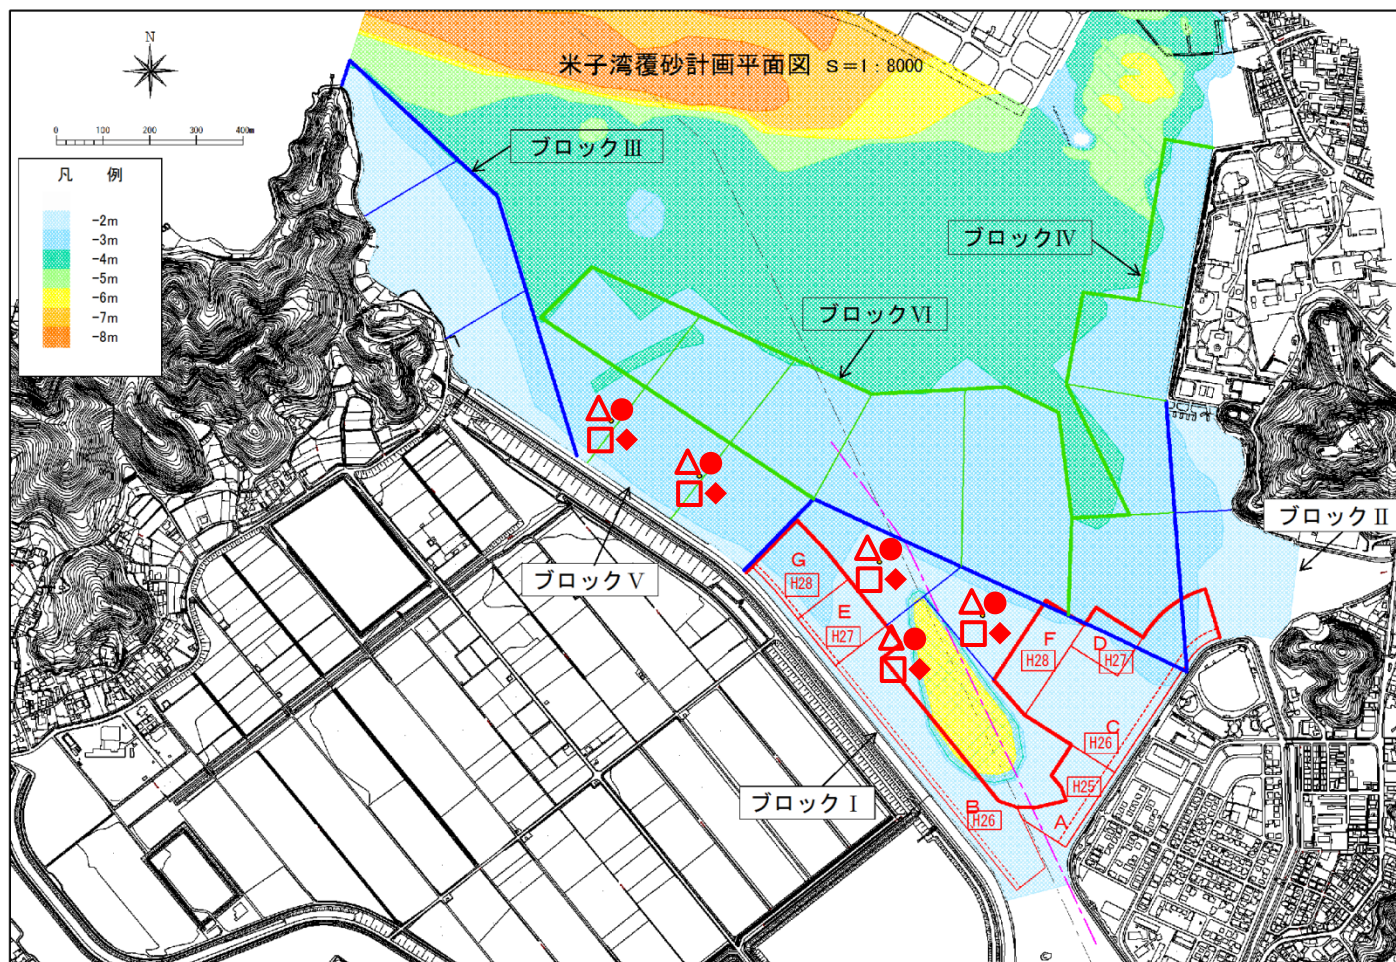 米子湾覆砂計画平面図 S=1:8000
N
0 100 200 300 400m
凡 例
-2m
-3m
-4m
-5m
-6m
-7m
-8m
ブロックⅢ
ブロックⅣ
ブロックⅥ
ブロックⅡ
ブロックⅤ
ブロックⅠ
G
H28
E
H27
F
H28
D
H27
C
H26
H25
A
B
H26